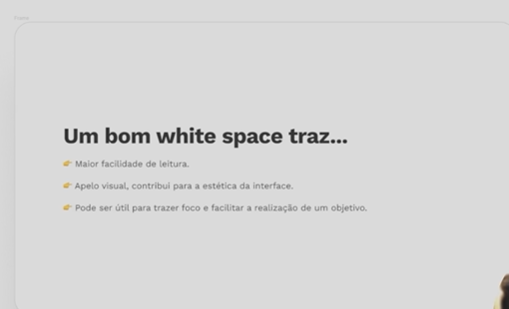 Um bom white space traz...
👉 Maior facilidade de leitura.
👉 Apelo visual, contribui para a estética da interface.
👉 Pode ser útil para trazer foco e facilitar a realização de um objetivo.